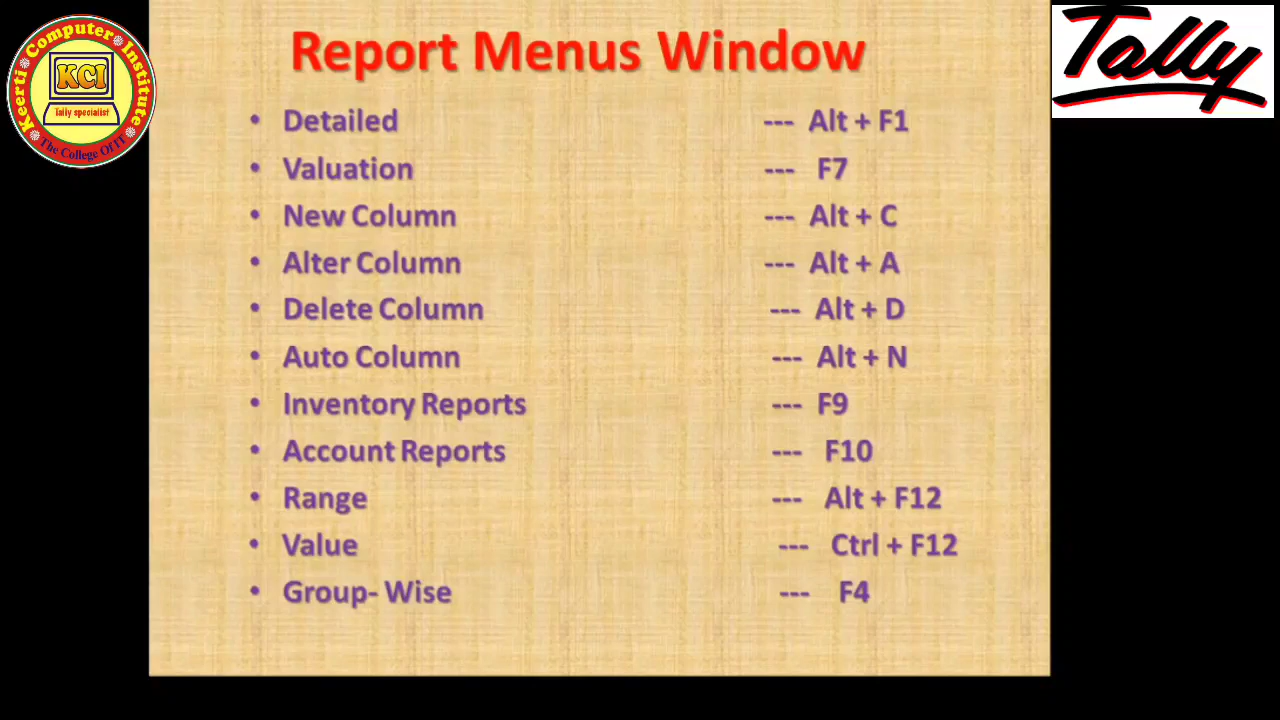 Report Menus Window
Keerti Computer Institute
KCI
Tally specialist
The College Of IT
Tally
• Detailed --- Alt + F1
• Valuation --- F7
• New Column --- Alt + C
• Alter Column --- Alt + A
• Delete Column --- Alt + D
• Auto Column --- Alt + N
• Inventory Reports --- F9
• Account Reports --- F10
• Range --- Alt + F12
• Value --- Ctrl + F12
• Group- Wise --- F4